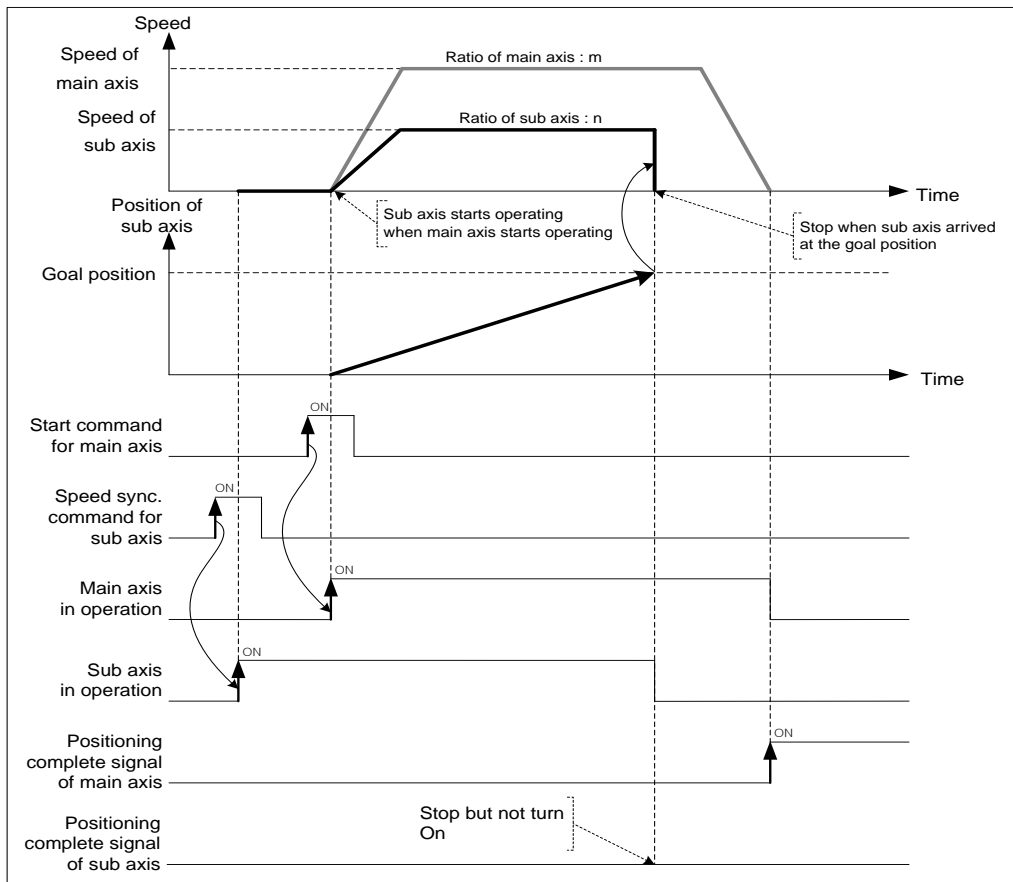 Speed
Speed of
main axis
Ratio of main axis : m
Speed of
sub axis
Ratio of sub axis : n
Time
Position of
sub axis
Sub axis starts operating
when main axis starts operating
Stop when sub axis arrived
at the goal position
Goal position
Time
ON
Start command
for main axis
ON
Speed sync.
command for
sub axis
ON
Main axis
in operation
ON
Sub axis
in operation
ON
Positioning
complete signal
of main axis
Stop but not turn
On
Positioning
complete signal
of sub axis